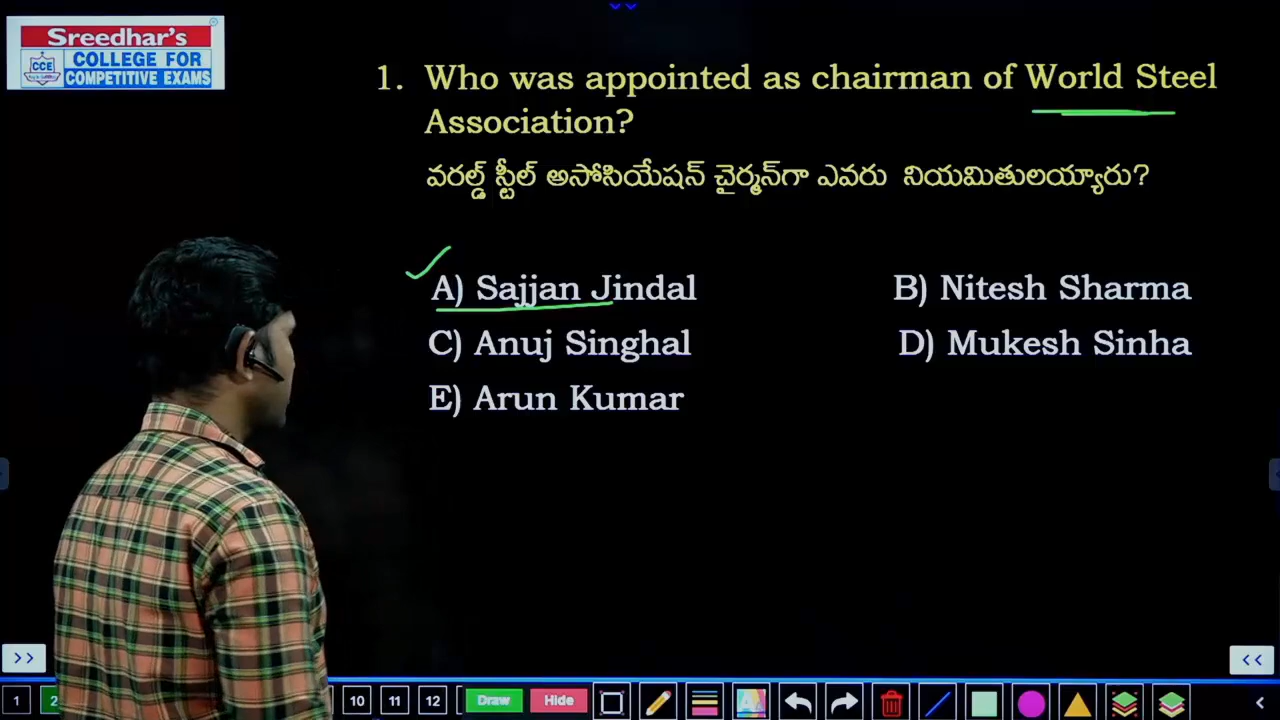 Sreedhar's
CCE
COLLEGE FOR
COMPETITIVE EXAMS
1. Who was appointed as chairman of World Steel
Association?
వరల్డ్ స్టీల్ అసోసియేషన్ చైర్మన్‌గా ఎవరు నియమితులయ్యారు?
A) Sajjan Jindal B) Nitesh Sharma
C) Anuj Singhal D) Mukesh Sinha
E) Arun Kumar
>> <<
1 2 10 11 12 Draw Hide